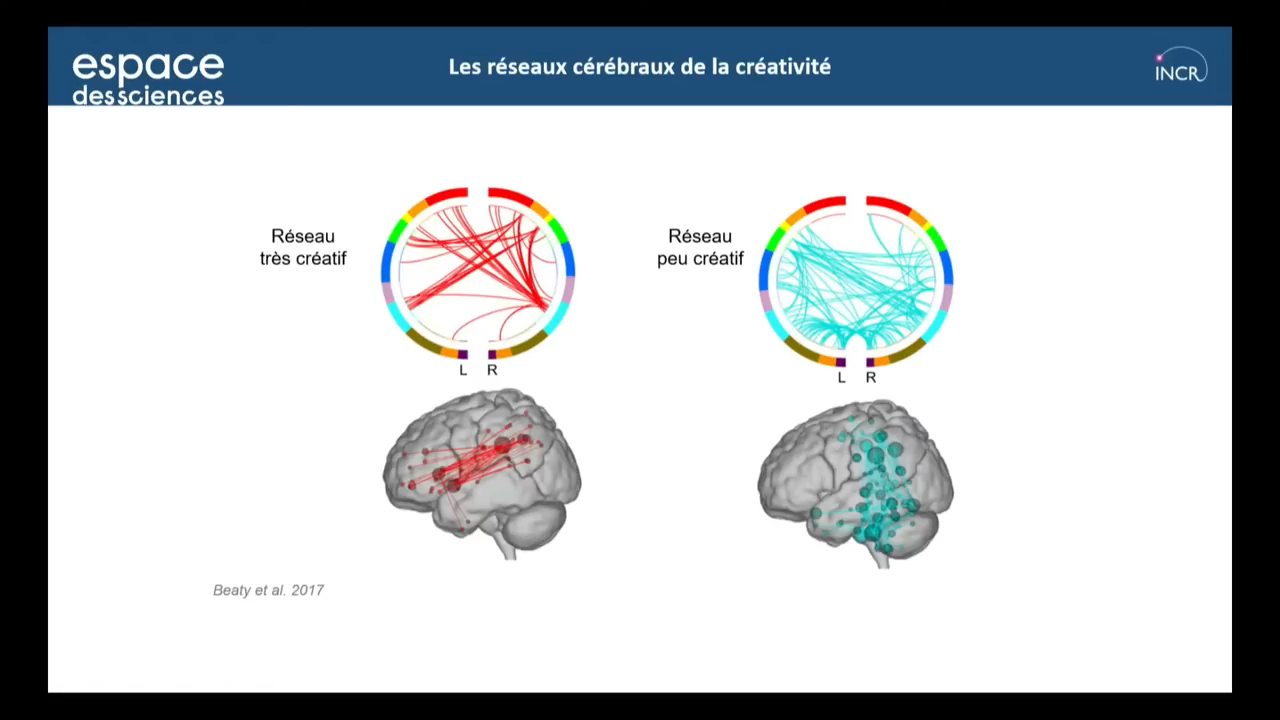 espace
des sciences
Les réseaux cérébraux de la créativité
INCR
Réseau
très créatif
Réseau
peu créatif
L R
L R
Beaty et al. 2017